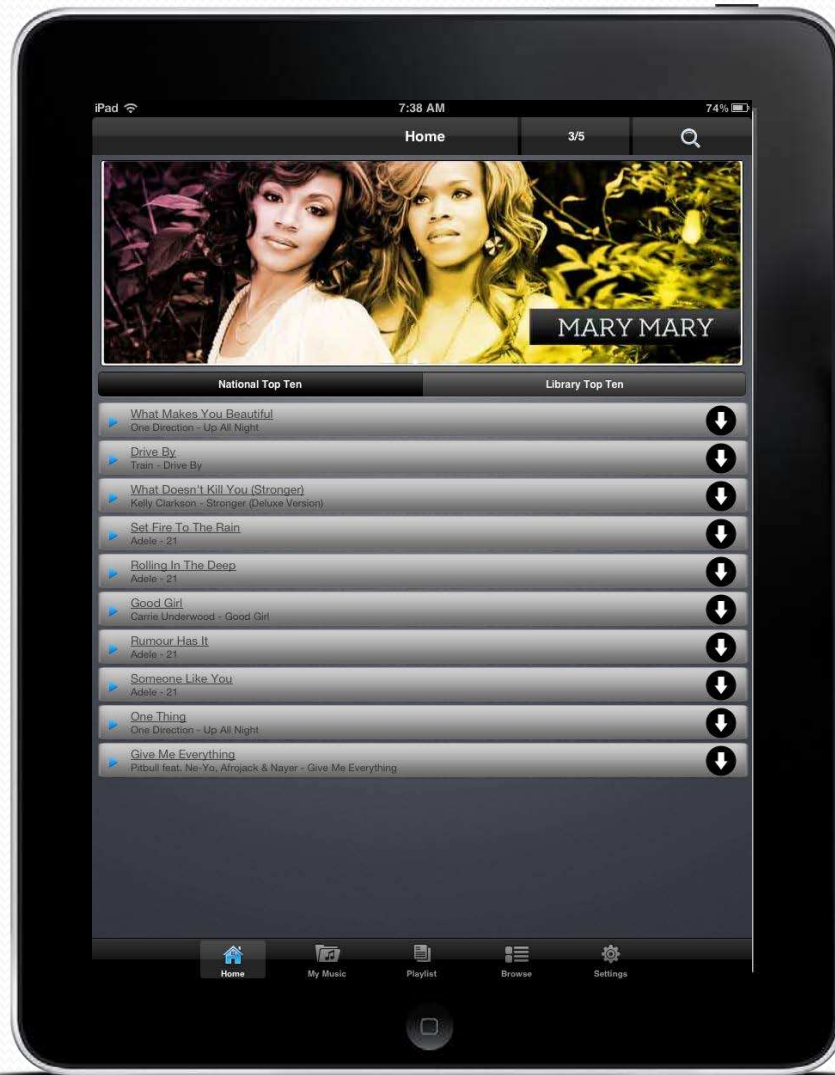 iPad 7:38 AM 74%
Home 3/5
MARY MARY
National Top Ten Library Top Ten
What Makes You Beautiful
One Direction - Up All Night
Drive By
Train - Drive By
What Doesn't Kill You (Stronger)
Kelly Clarkson - Stronger (Deluxe Version)
Set Fire To The Rain
Adele - 21
Rolling In The Deep
Adele - 21
Good Girl
Carrie Underwood - Good Girl
Rumour Has It
Adele - 21
Someone Like You
Adele - 21
One Thing
One Direction - Up All Night
Give Me Everything
Pitbull feat. Ne-Yo, Afrojack & Nayer - Give Me Everything
Home My Music Playlist Browse Settings